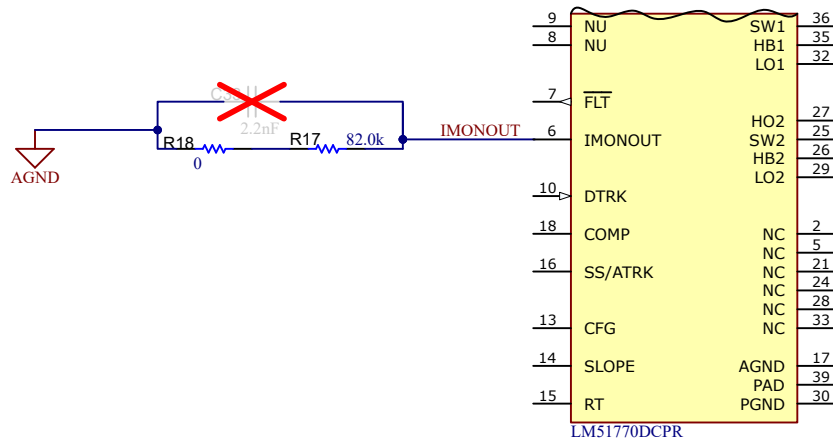 9 NU SW1 36
8 NU HB1 35
LO1 32
7 FLT
HO2 27
6 IMONOUT SW2 25
HB2 26
LO2 29
10 DTRK
18 COMP NC 2
NC 5
16 SS/ATRK NC 21
NC 24
NC 28
13 CFG NC 33
14 SLOPE AGND 17
PAD 39
15 RT PGND 30
LM51770DCPR
IMONOUT
2.2nF
R18
0
R17
82.0k
AGND